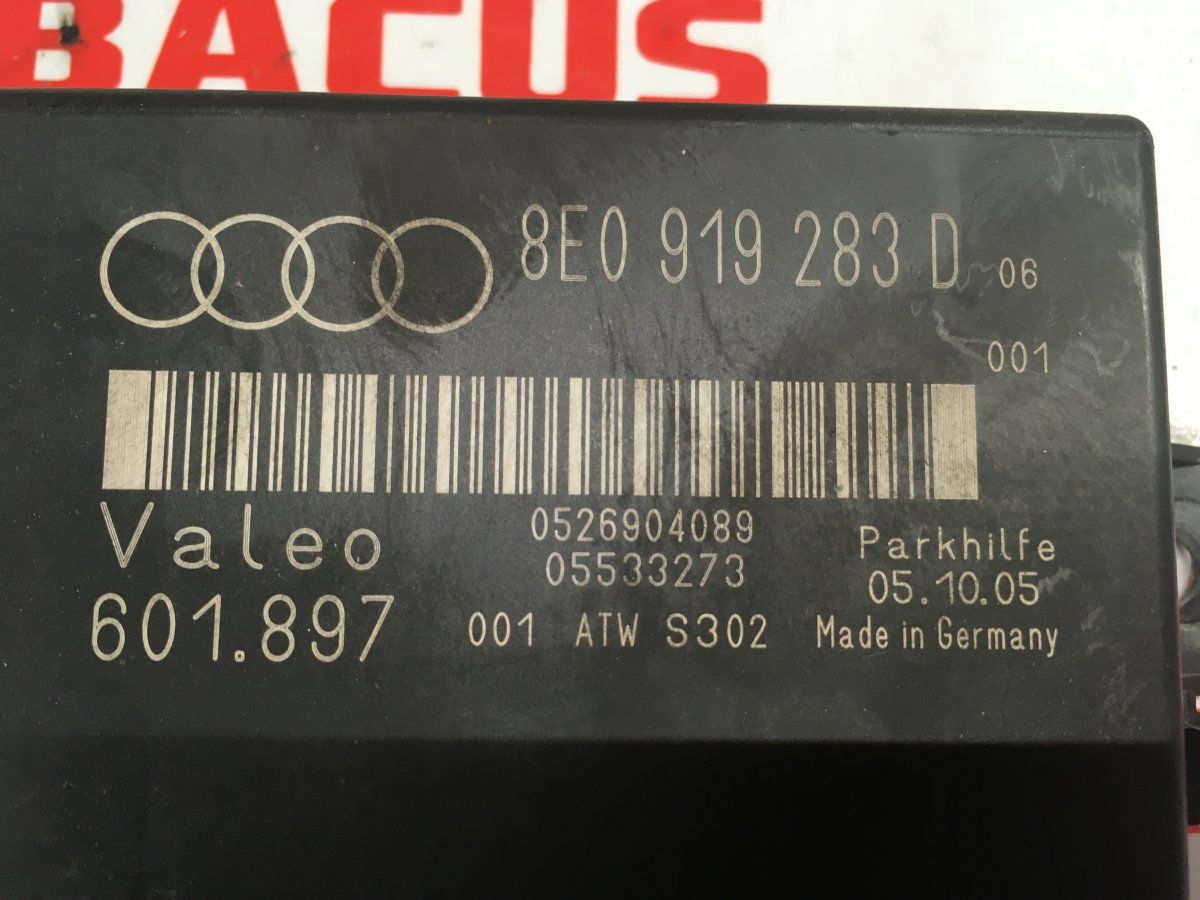 BACUS
8E0 919 283 D 06
001
Valeo
0526904089
05533273
Parkhilfe
05.10.05
601.897
001 ATW S302
Made in Germany